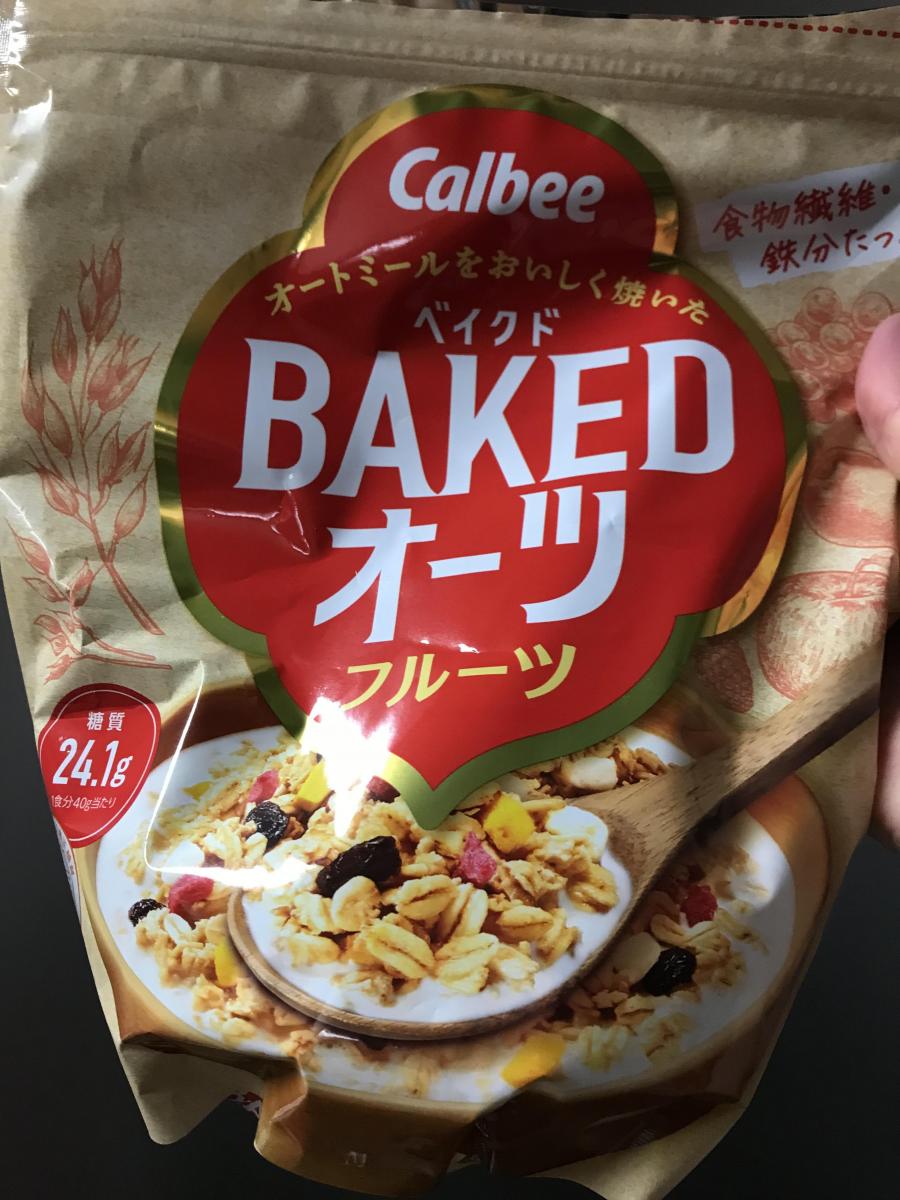 Calbee
食物繊維・
鉄分たっ
オートミールをおいしく焼いた
ベイクド
BAKED
オーツ
フルーツ
糖質
※24.1g
1食分40g当たり